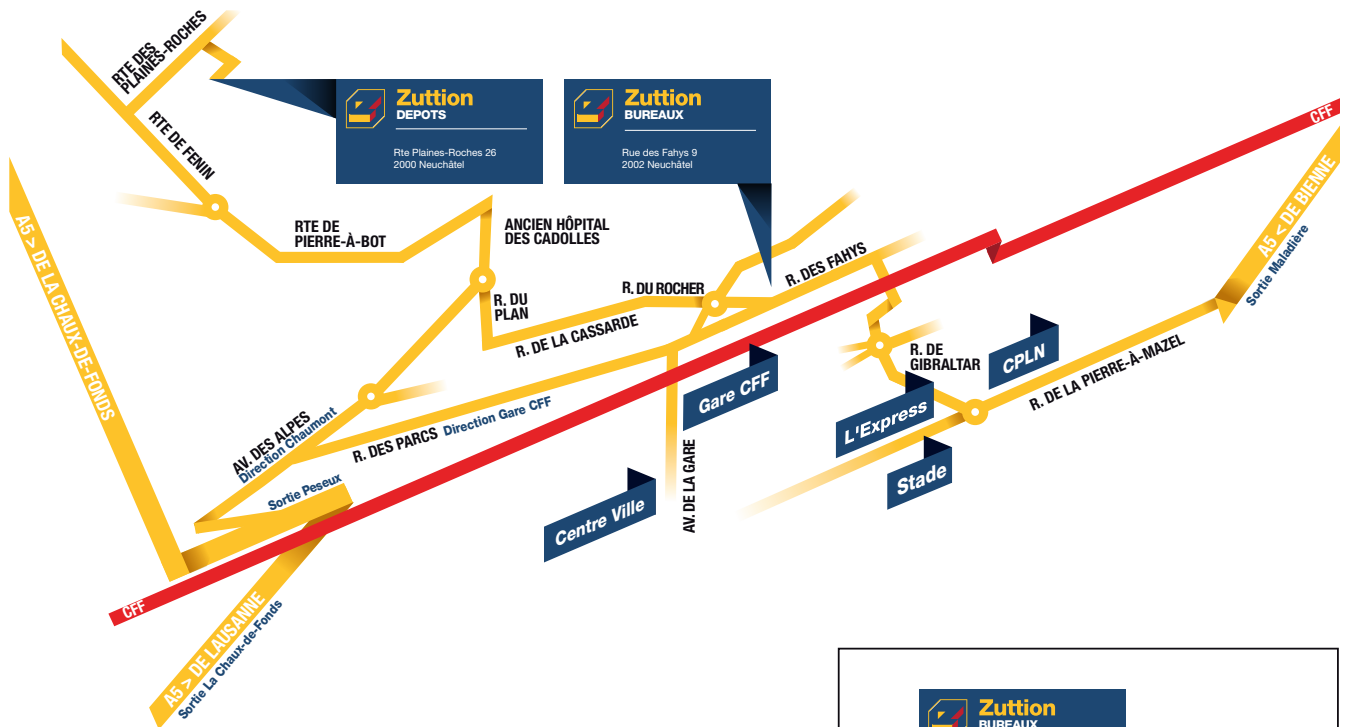 RTE DES
PLAINES-ROCHES
RTE DE FENIN
Zuttion
DEPOTS
Rte Plaines-Roches 26
2000 Neuchâtel
Zuttion
BUREAUX
Rue des Fahys 9
2002 Neuchâtel
CFF
A5 > DE LA CHAUX-DE-FONDS
RTE DE
PIERRE-À-BOT
ANCIEN HÔPITAL
DES CADOLLES
R. DU
PLAN
R. DE LA CASSARDE
R. DU ROCHER
R. DES FAHYS
A5 < DE BIENNE
Sortie Maladière
R. DE
GIBRALTAR
CPLN
R. DE LA PIERRE-À-MAZEL
Gare CFF
L'Express
Stade
AV. DES ALPES
Direction Chaumont
R. DES PARCS Direction Gare CFF
AV. DE LA GARE
Centre Ville
Sortie Peseux
CFF
A5 > DE LAUSANNE
Sortie La Chaux-de-Fonds
Zuttion
BUREAUX